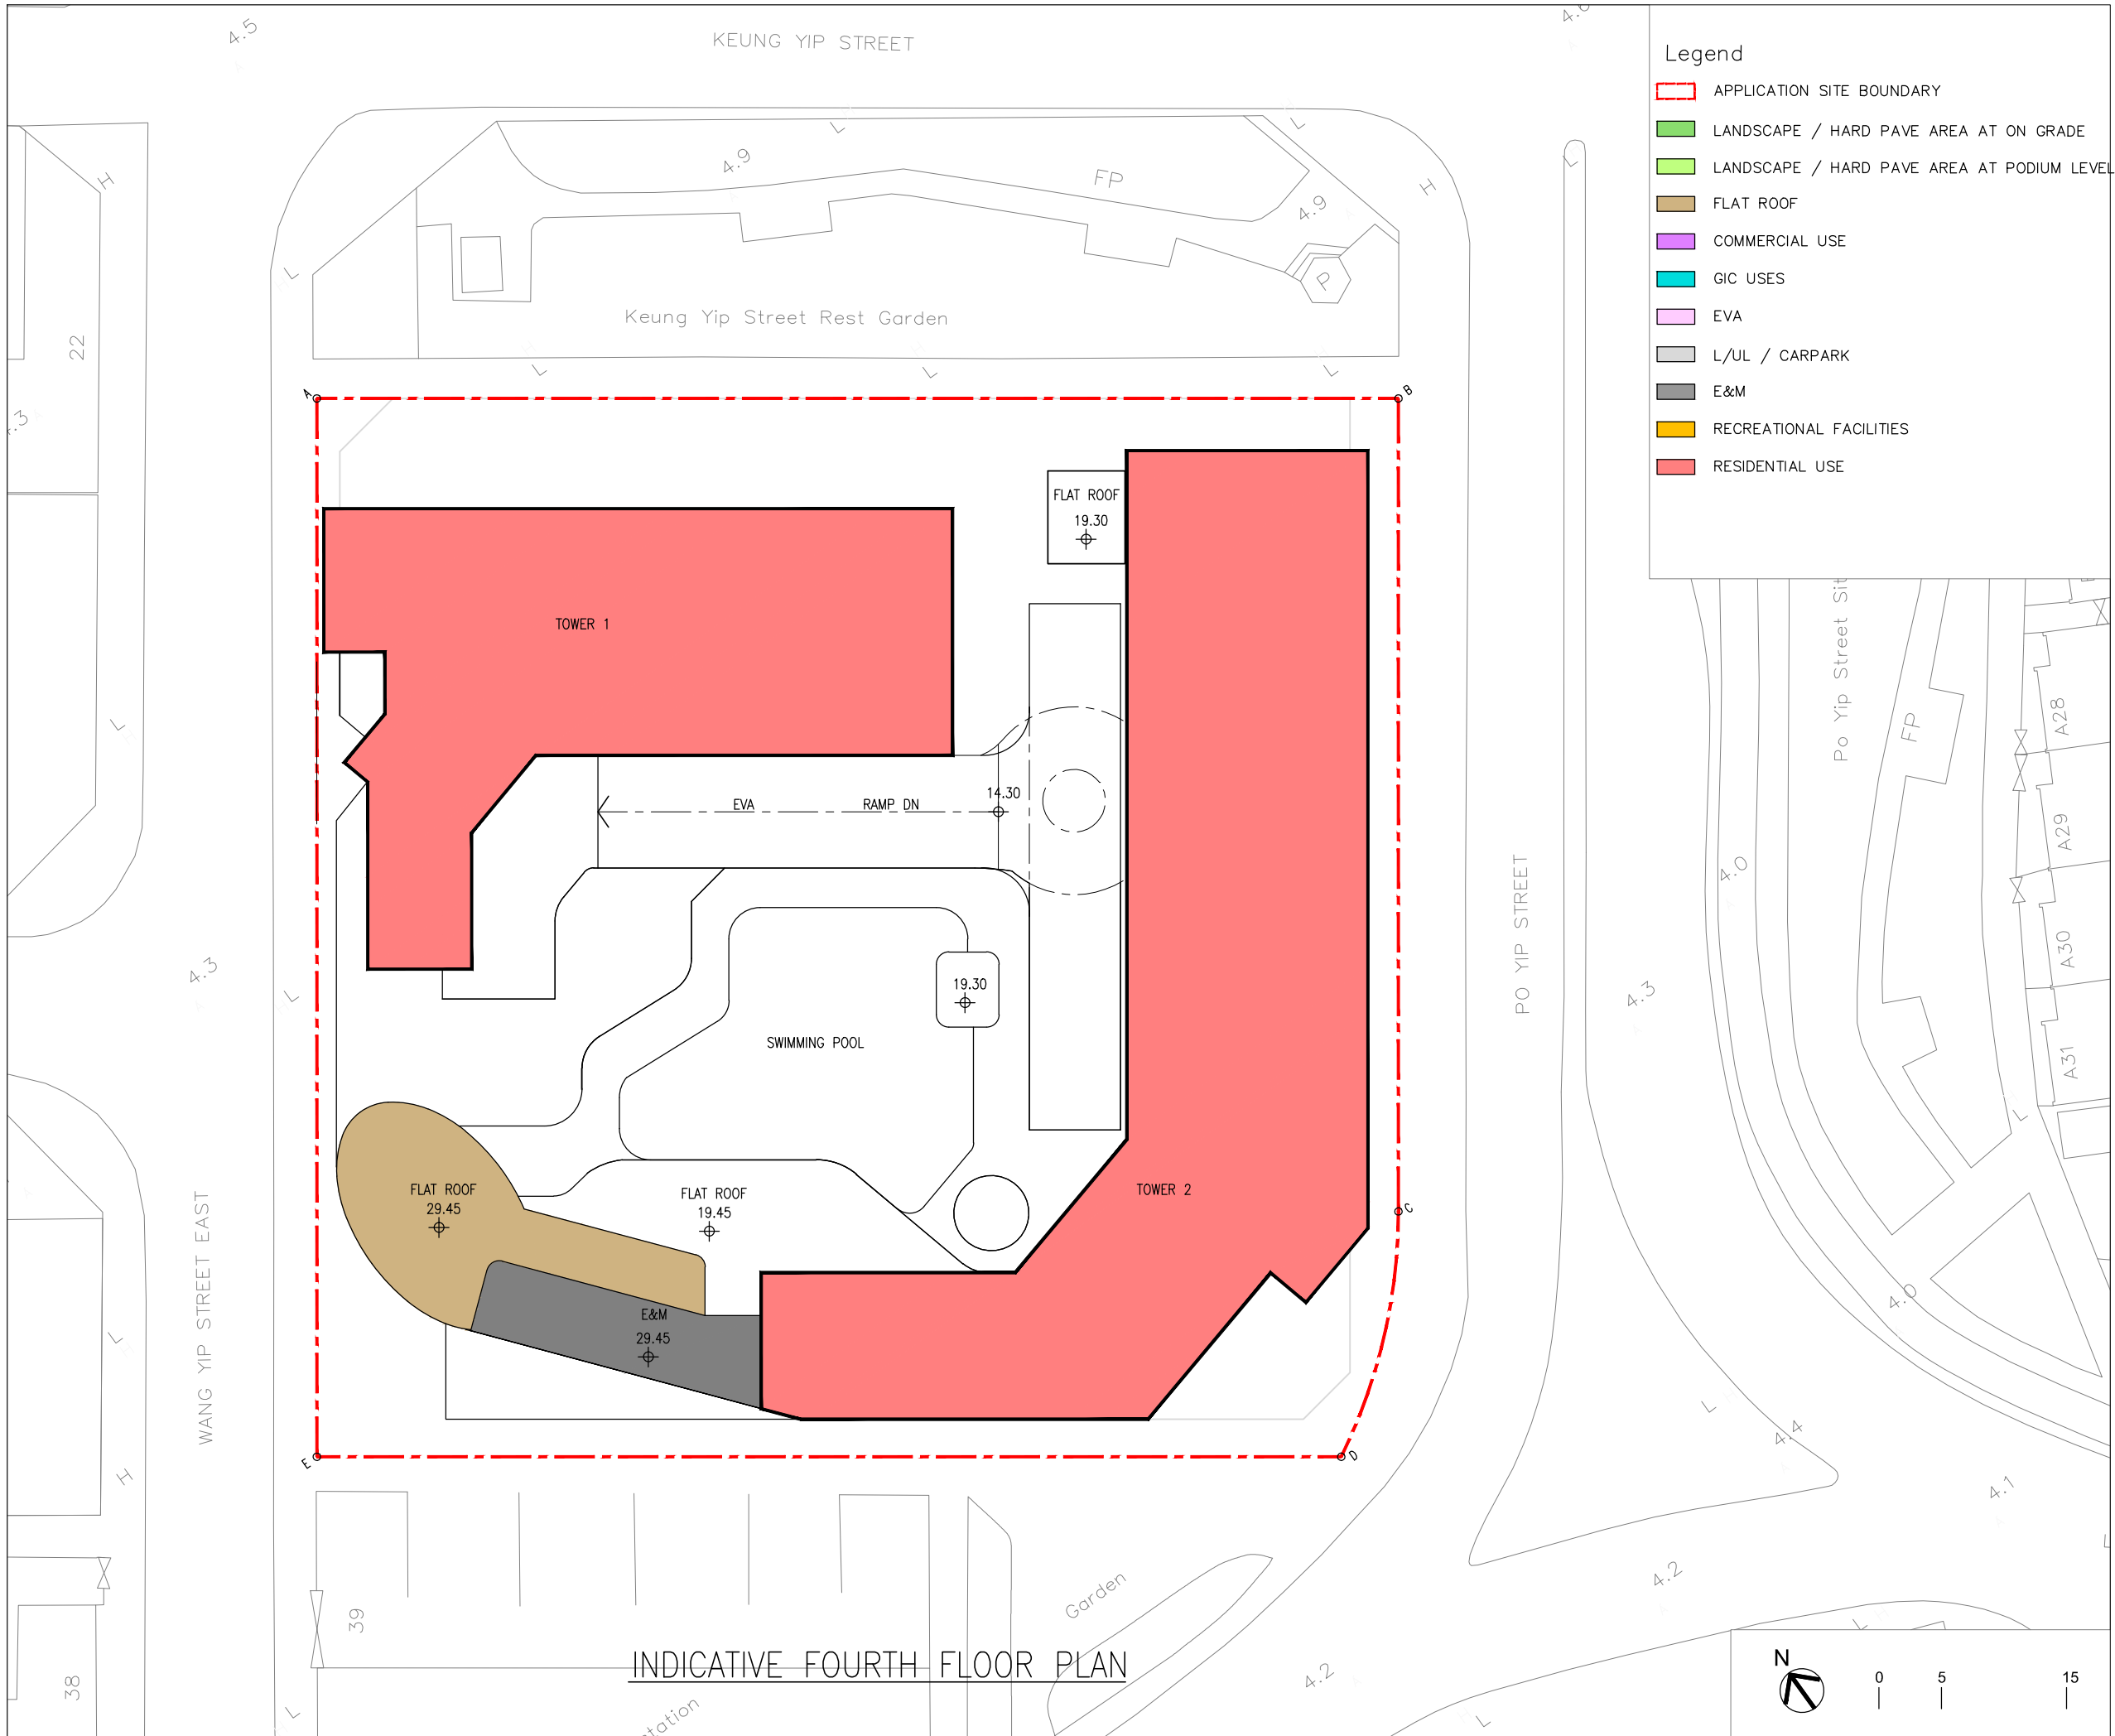 4.5
KEUNG YIP STREET
4.6
Legend
APPLICATION SITE BOUNDARY
LANDSCAPE / HARD PAVE AREA AT ON GRADE
LANDSCAPE / HARD PAVE AREA AT PODIUM LEVEL
FLAT ROOF
COMMERCIAL USE
GIC USES
EVA
L/UL / CARPARK
E&M
RECREATIONAL FACILITIES
RESIDENTIAL USE
L
L
4.9
FP
4.9
L
H
H
L
P
22
Keung Yip Street Rest Garden
L
L
L
A
B
FLAT ROOF
19.30
TOWER 1
14.30
EVA
RAMP DN
L
Po Yip Street Sit
FP
A28
A29
A30
A31
4.0
PO YIP STREET
4.3
4.3
L
19.30
SWIMMING POOL
FLAT ROOF
29.45
FLAT ROOF
19.45
TOWER 2
C
L
WANG YIP STREET EAST
E&M
29.45
4.0
L
H
L
4.4
E
D
4.1
4.2
39
38
Garden
L
INDICATIVE FOURTH FLOOR PLAN
4.2
L
L
tation
N
0
5
15